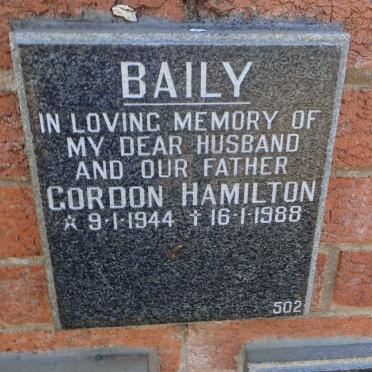 BAILY
IN LOVING MEMORY OF
MY DEAR HUSBAND
AND OUR FATHER
GORDON HAMILTON
* 9-1-1944 † 16-1-1988
502